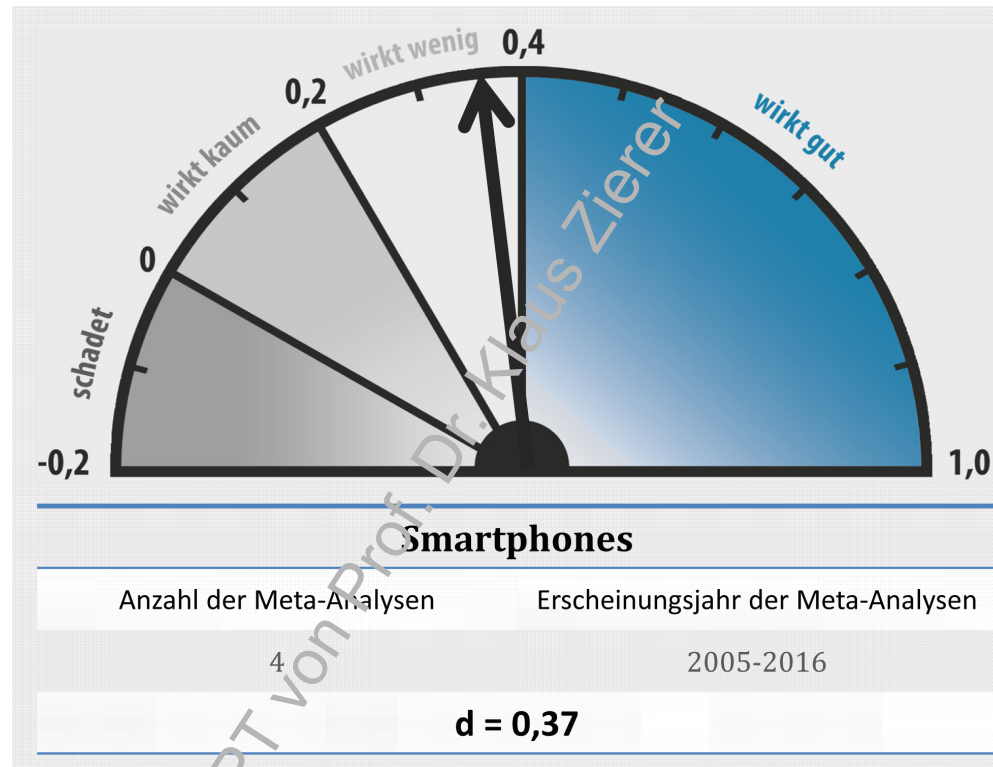 wirkt wenig
0,4
0,2
wirkt kaum
wirkt gut
0
schadet
-0,2
1,0
Smartphones
Anzahl der Meta-Analysen
Erscheinungsjahr der Meta-Analysen
4
2005-2016
d = 0,37
PT von Prof. Dr. Klaus Zierer